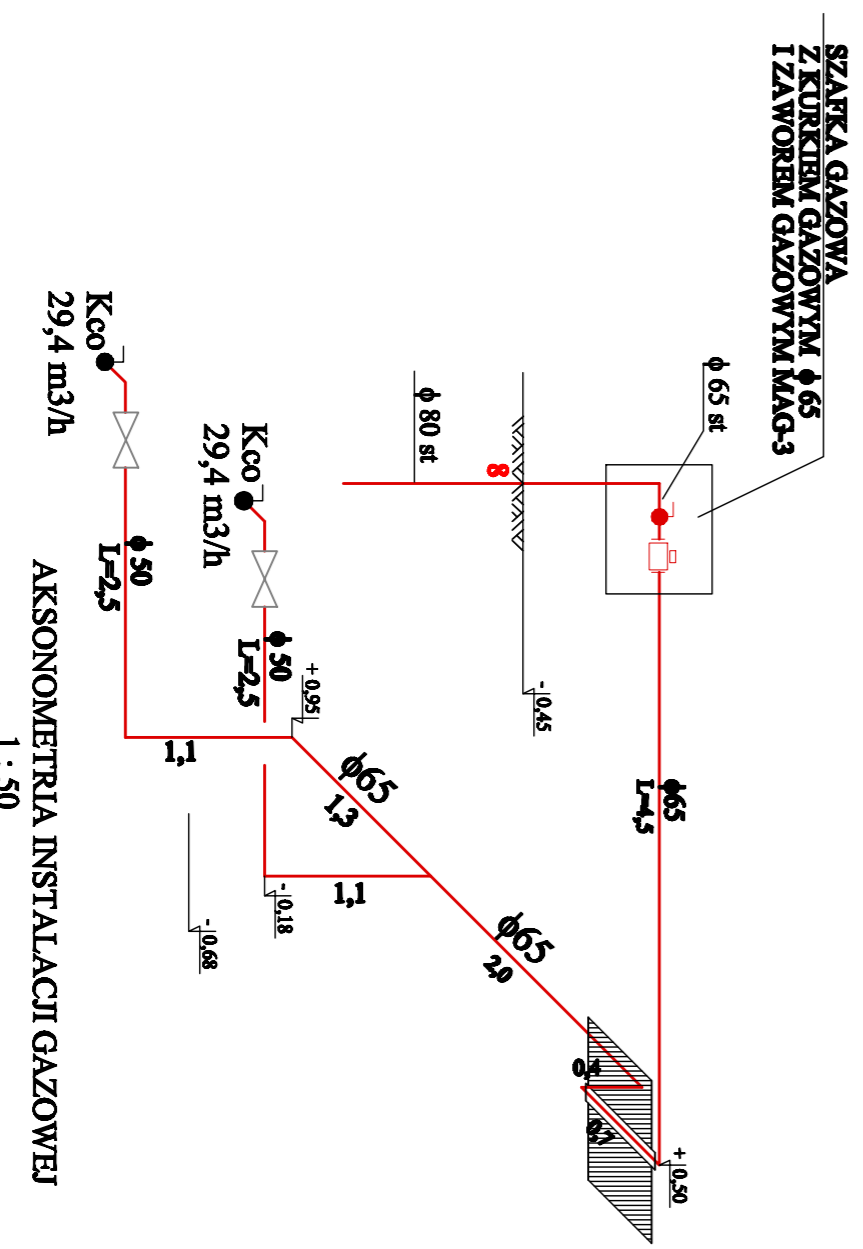 SZAFKA GAZOWA
Z KURKIEM GAZOWYM ϕ 65
I ZAWOREM GAZOWYM MAG-3
ϕ 65 st
ϕ 80 st
8
- 0,45
ϕ65
L=4,5
+ 0,50
0,7
0,4
ϕ65
2,0
ϕ65
1,3
+ 0,95
1,1
1,1
- 0,18
- 0,68
Kco
29,4 m3/h
ϕ 50
L=2,5
Kco
29,4 m3/h
ϕ 50
L=2,5
AKSONOMETRIA INSTALACJI GAZOWEJ
1 : 50